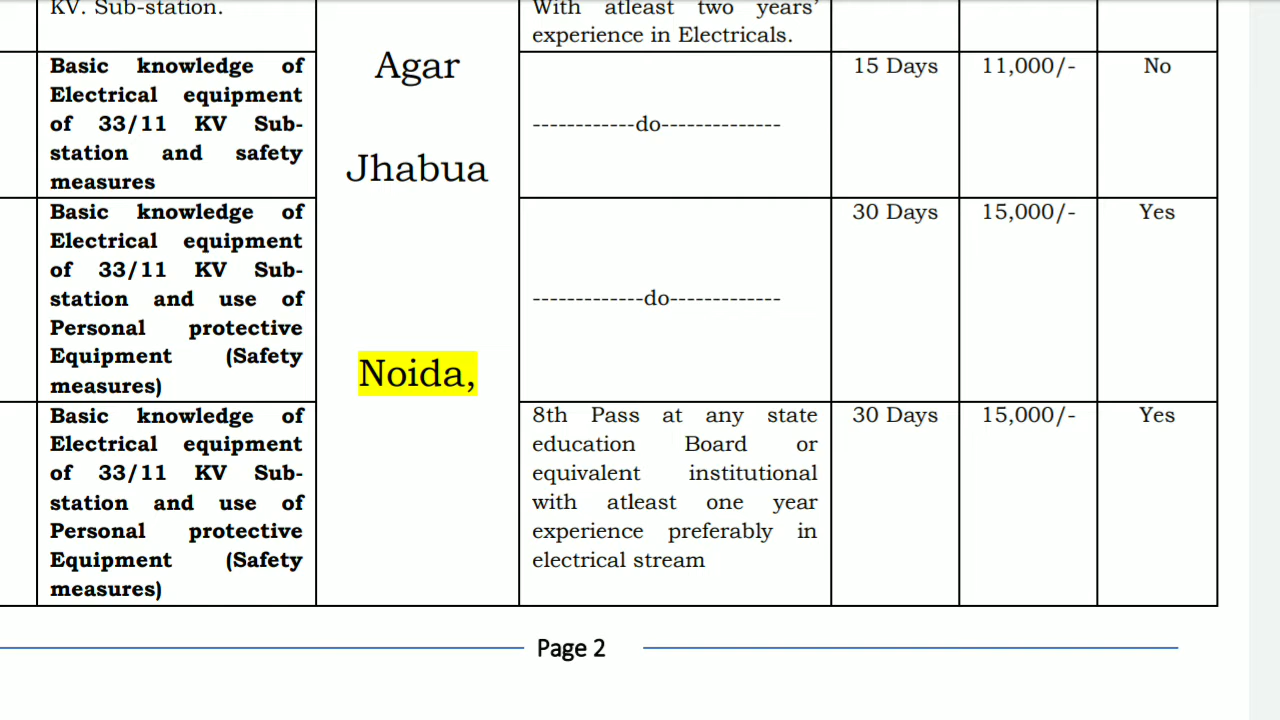 KV. Sub-station.
With atleast two years’
experience in Electricals.
Agar
Jhabua
Noida,
Basic knowledge of
Electrical equipment
of 33/11 KV Sub-
station and safety
measures
------------do--------------
15 Days
11,000/-
No
Basic knowledge of
Electrical equipment
of 33/11 KV Sub-
station and use of
Personal protective
Equipment (Safety
measures)
-------------do-------------
30 Days
15,000/-
Yes
Basic knowledge of
Electrical equipment
of 33/11 KV Sub-
station and use of
Personal protective
Equipment (Safety
measures)
8th Pass at any state
education Board or
equivalent institutional
with atleast one year
experience preferably in
electrical stream
30 Days
15,000/-
Yes
Page 2